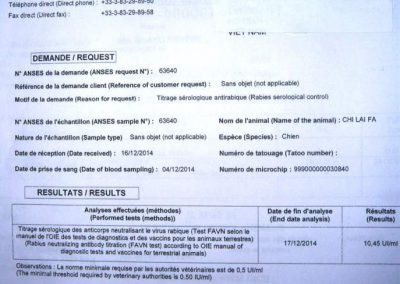 Téléphone direct (Direct phone) : +33-3-83-29-89-50
Fax direct (Direct fax) : +33-3-83-29-89-58
VIET NAM
DEMANDE / REQUEST
N° ANSES de la demande (ANSES request N°) : 63640
Référence de la demande client (Reference of customer request) : Sans objet (not applicable)
Motif de la demande (Reason for request) : Titrage sérologique antirabique (Rabies serological control)
N° ANSES de l'échantillon (ANSES sample N°) : 63640 Nom de l'animal (Name of the animal) : CHI LAI FA
Nature de l'échantillon (Sample type) Sans objet (not applicable) Espèce (Species) : Chien
Date de réception (Date received) : 16/12/2014 Numéro de tatouage (Tatoo number) :
Date de prise de sang (Date of blood sampling) : 04/12/2014 Numéro de microchip : 999000000030840
RESULTATS / RESULTS
Analyses effectuées (méthodes) Date de fin d'analyse Résultats
(Performed tests (methods)) (End data analysis) (Results)
Titrage sérologique des anticorps neutralisant le virus rabique (Test FAVN selon le
manuel de l'OIE des tests de diagnostics et des vaccins pour les animaux terrestres)
(Rabius neutralizing antibody titration (FAVN test) according to OIE manual of
diagnostic tests and vaccines for terrestrial animals) 17/12/2014 10,45 UI/ml
Observations : La norme minimale requise par les autorités vétérinaires est de 0,5 UI/ml
(The minimal threshold required by veterinary authorities is 0.50 IU/ml)